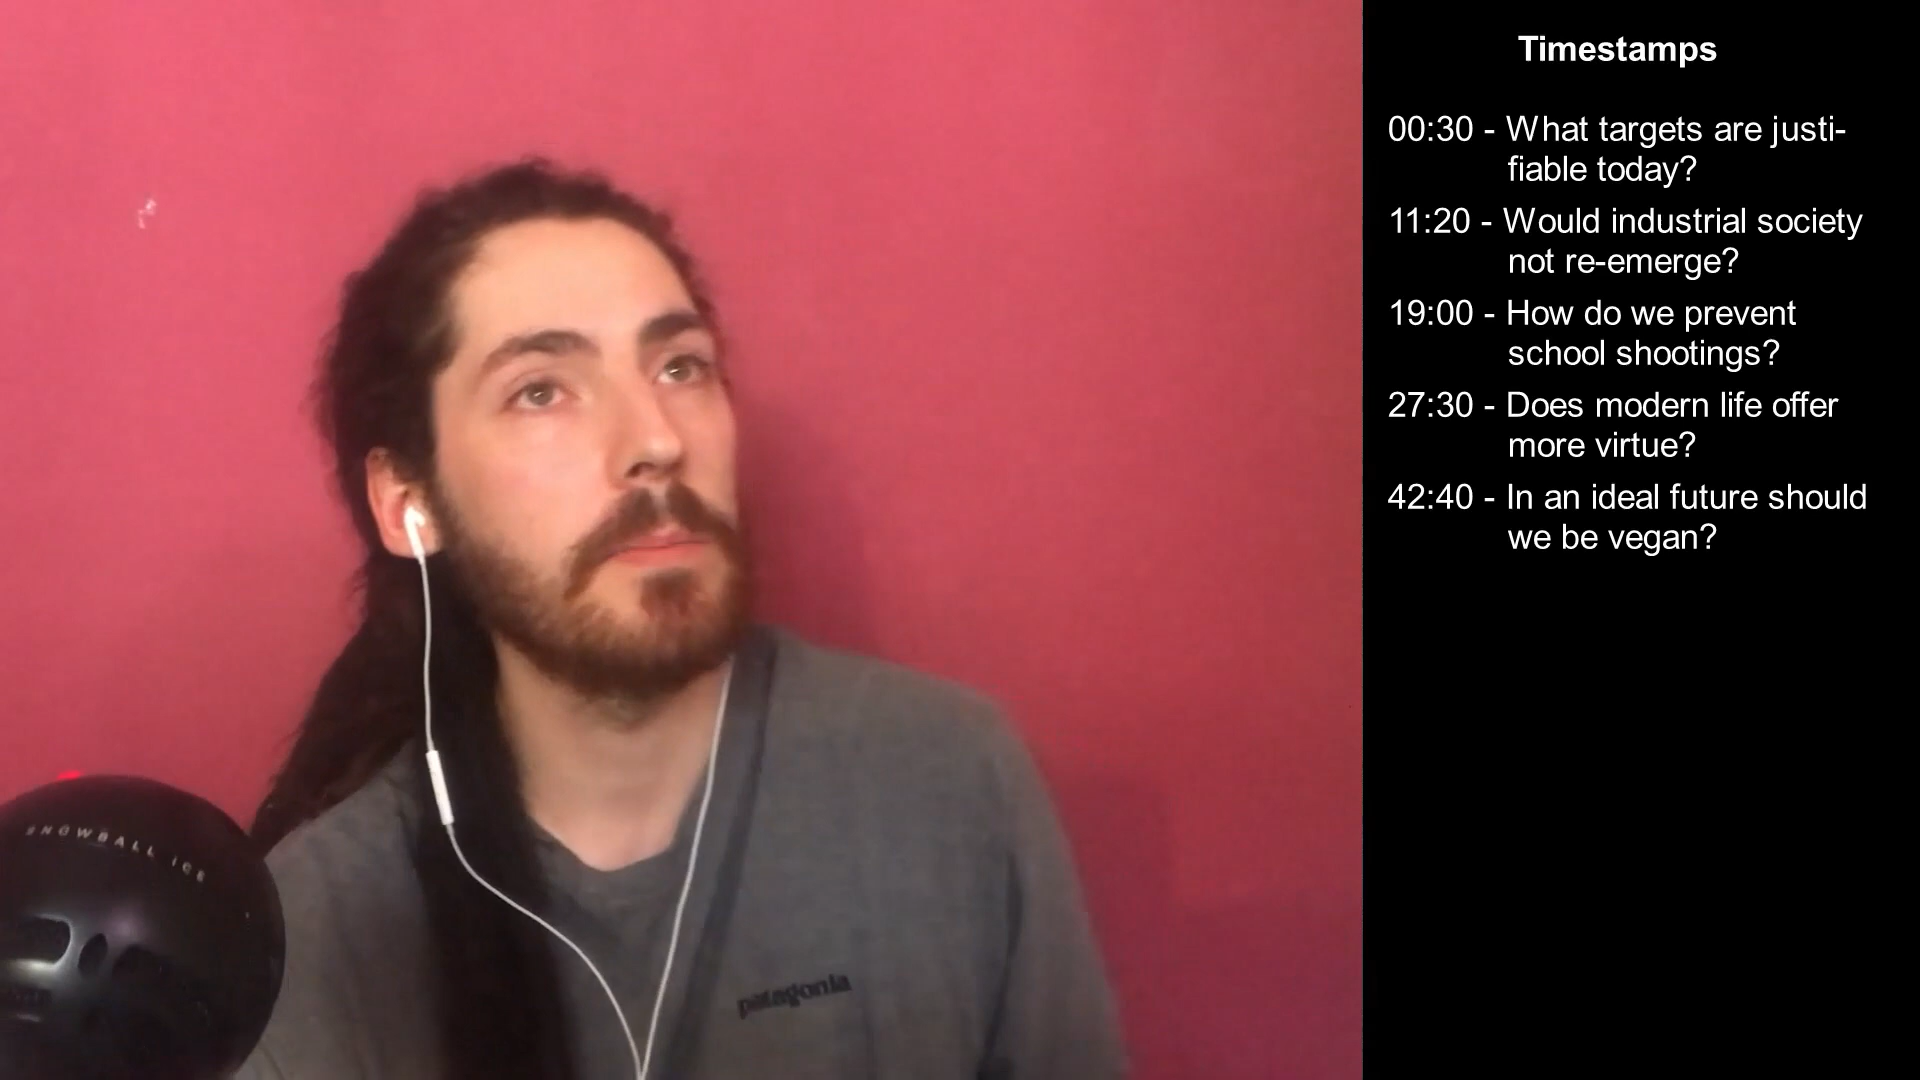 Timestamps
00:30 - What targets are justi-
fiable today?
11:20 - Would industrial society
not re-emerge?
19:00 - How do we prevent
school shootings?
27:30 - Does modern life offer
more virtue?
42:40 - In an ideal future should
we be vegan?
SNOWBALL iCE
patagonia